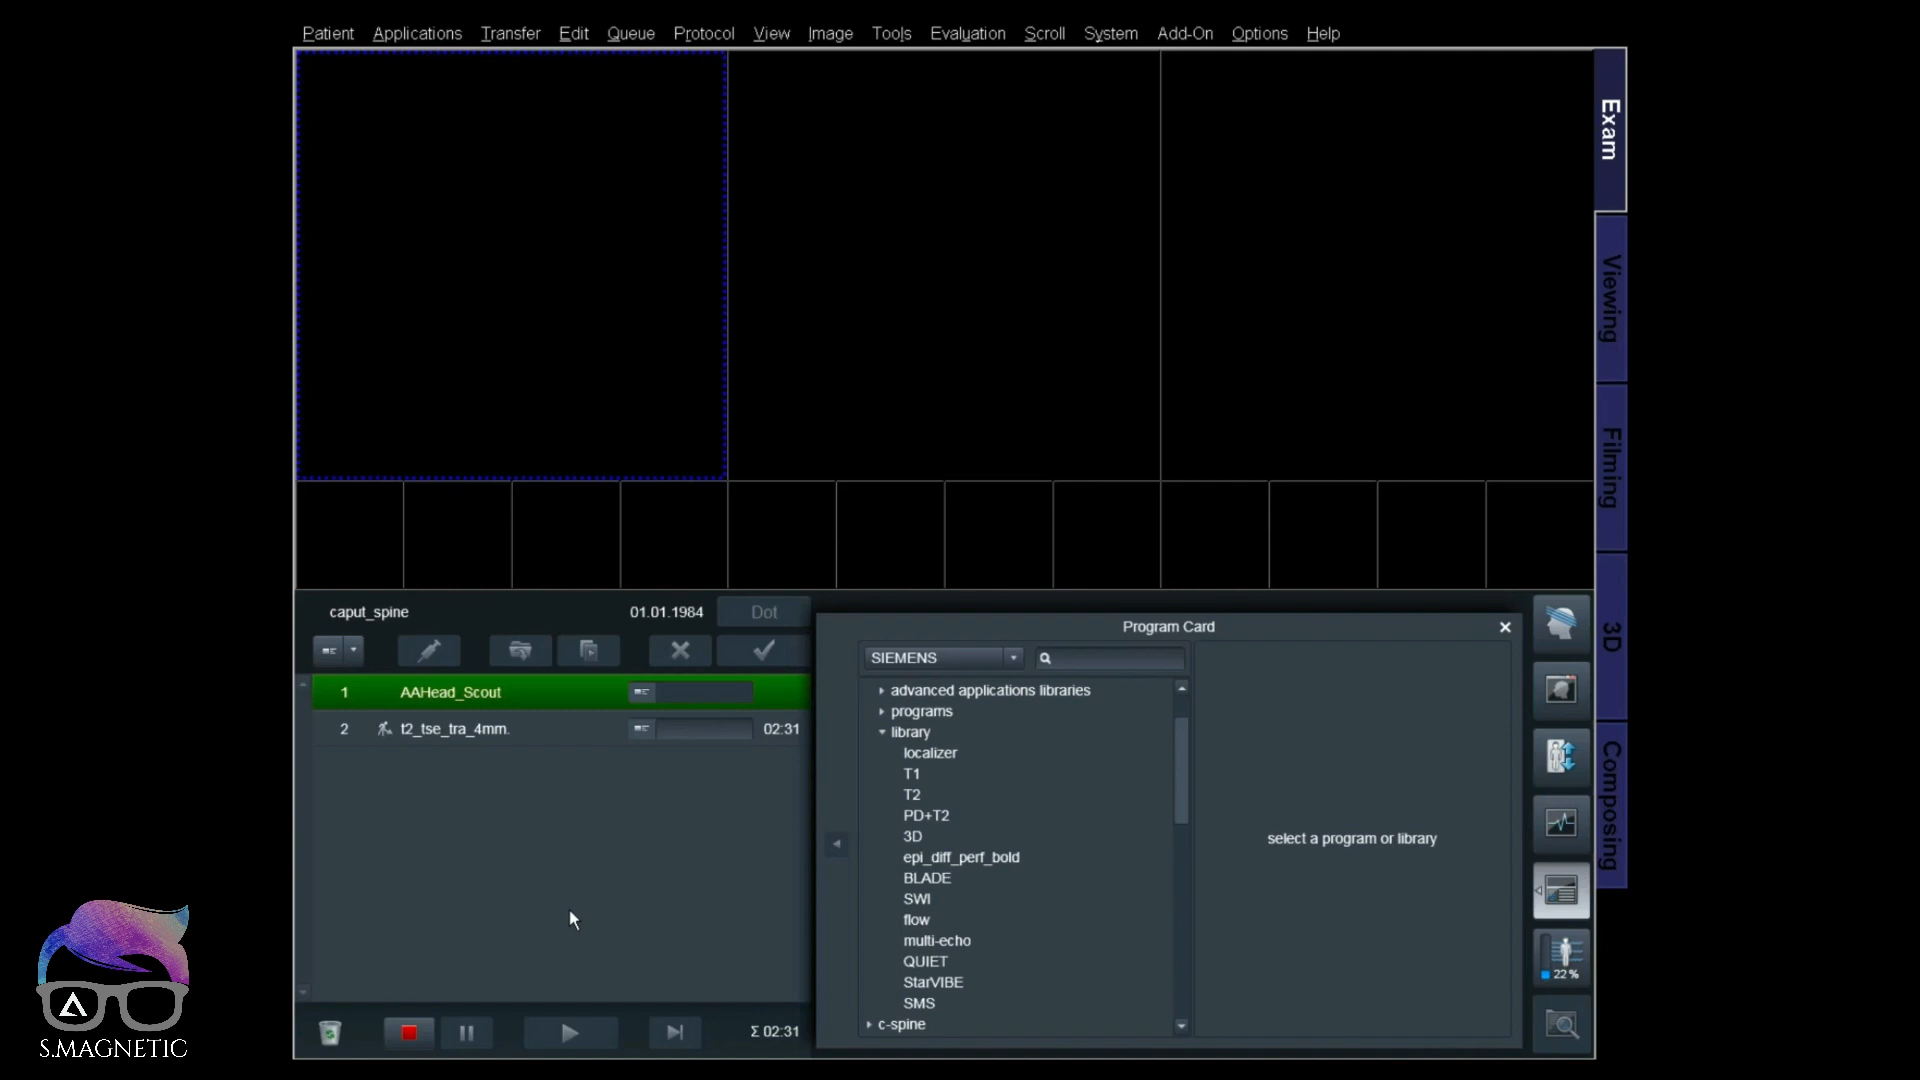 Patient Applications Transfer Edit Queue Protocol View Image Tools Evaluation Scroll System Add-On Options Help
Exam
Viewing
Filming
3D
Composing
caput_spine 01.01.1984 Dot
1 AAHead_Scout
2 t2_tse_tra_4mm. 02:31
Σ 02:31
Program Card
SIEMENS
advanced applications libraries
programs
library
localizer
T1
T2
PD+T2
3D
epi_diff_perf_bold
BLADE
SWI
flow
multi-echo
QUIET
StarVIBE
SMS
c-spine
select a program or library
22 %
S.MAGNETIC